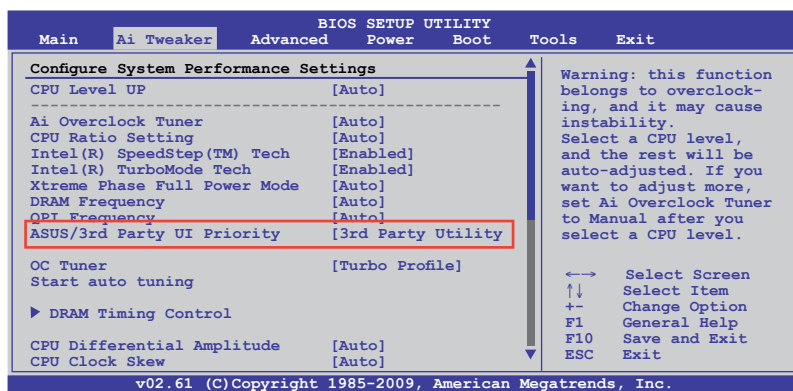 BIOS SETUP UTILITY
Main Ai Tweaker Advanced Power Boot Tools Exit
Configure System Performance Settings
CPU Level UP [Auto]
Ai Overclock Tuner [Auto]
CPU Ratio Setting [Auto]
Intel(R) SpeedStep(TM) Tech [Enabled]
Intel(R) TurboMode Tech [Enabled]
Xtreme Phase Full Power Mode [Auto]
DRAM Frequency [Auto]
QPI Frequency [Auto]
ASUS/3rd Party UI Priority [3rd Party Utility
OC Tuner [Turbo Profile]
Start auto tuning
DRAM Timing Control
CPU Differential Amplitude [Auto]
CPU Clock Skew [Auto]
Warning: this function
belongs to overclock-
ing, and it may cause
instability.
Select a CPU level,
and the rest will be
auto-adjusted. If you
want to adjust more,
set Ai Overclock Tuner
to Manual after you
select a CPU level.
←→ Select Screen
↑↓ Select Item
+- Change Option
F1 General Help
F10 Save and Exit
ESC Exit
v02.61 (C)Copyright 1985-2009, American Megatrends, Inc.